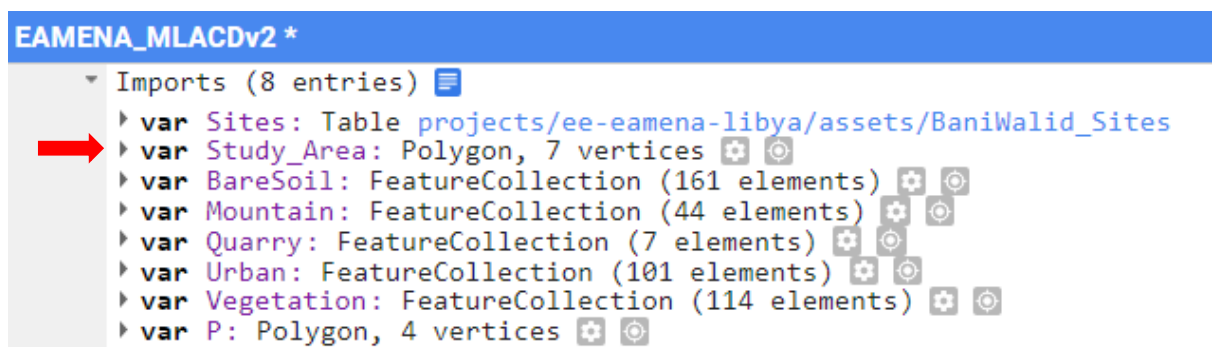 EAMENA_MLACDv2 *
Imports (8 entries)
var Sites: Table projects/ee-eamena-libya/assets/BaniWalid_Sites
var Study_Area: Polygon, 7 vertices
var BareSoil: FeatureCollection (161 elements)
var Mountain: FeatureCollection (44 elements)
var Quarry: FeatureCollection (7 elements)
var Urban: FeatureCollection (101 elements)
var Vegetation: FeatureCollection (114 elements)
var P: Polygon, 4 vertices